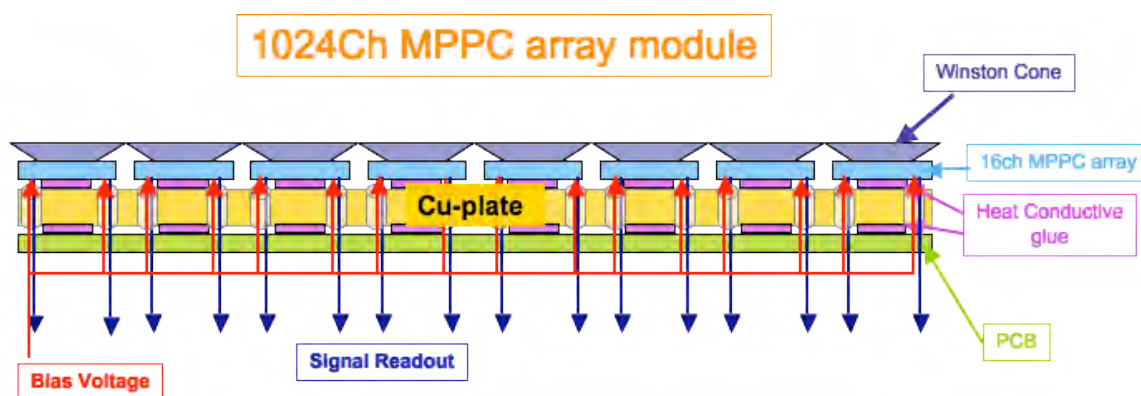 1024Ch MPPC array module
Winston Cone
16ch MPPC array
Cu-plate
Heat Conductive
glue
PCB
Signal Readout
Bias Voltage